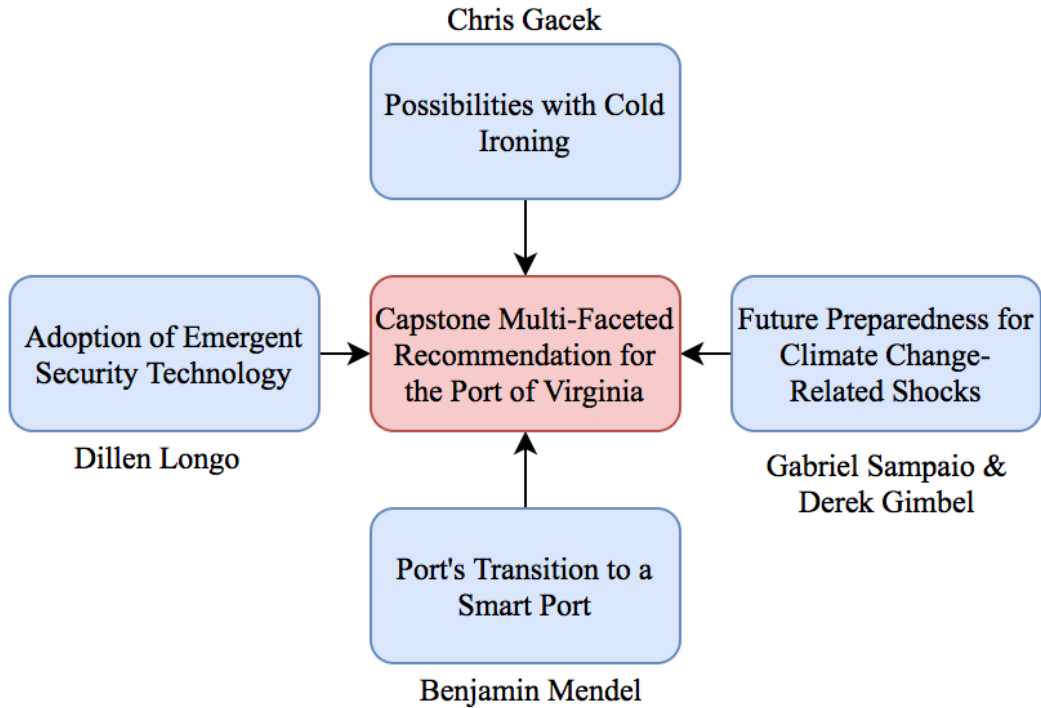 Chris Gacek
Possibilities with Cold
Ironing
Adoption of Emergent
Security Technology
Dillen Longo
Capstone Multi-Faceted
Recommendation for
the Port of Virginia
Future Preparedness for
Climate Change-
Related Shocks
Gabriel Sampaio &
Derek Gimbel
Port's Transition to a
Smart Port
Benjamin Mendel